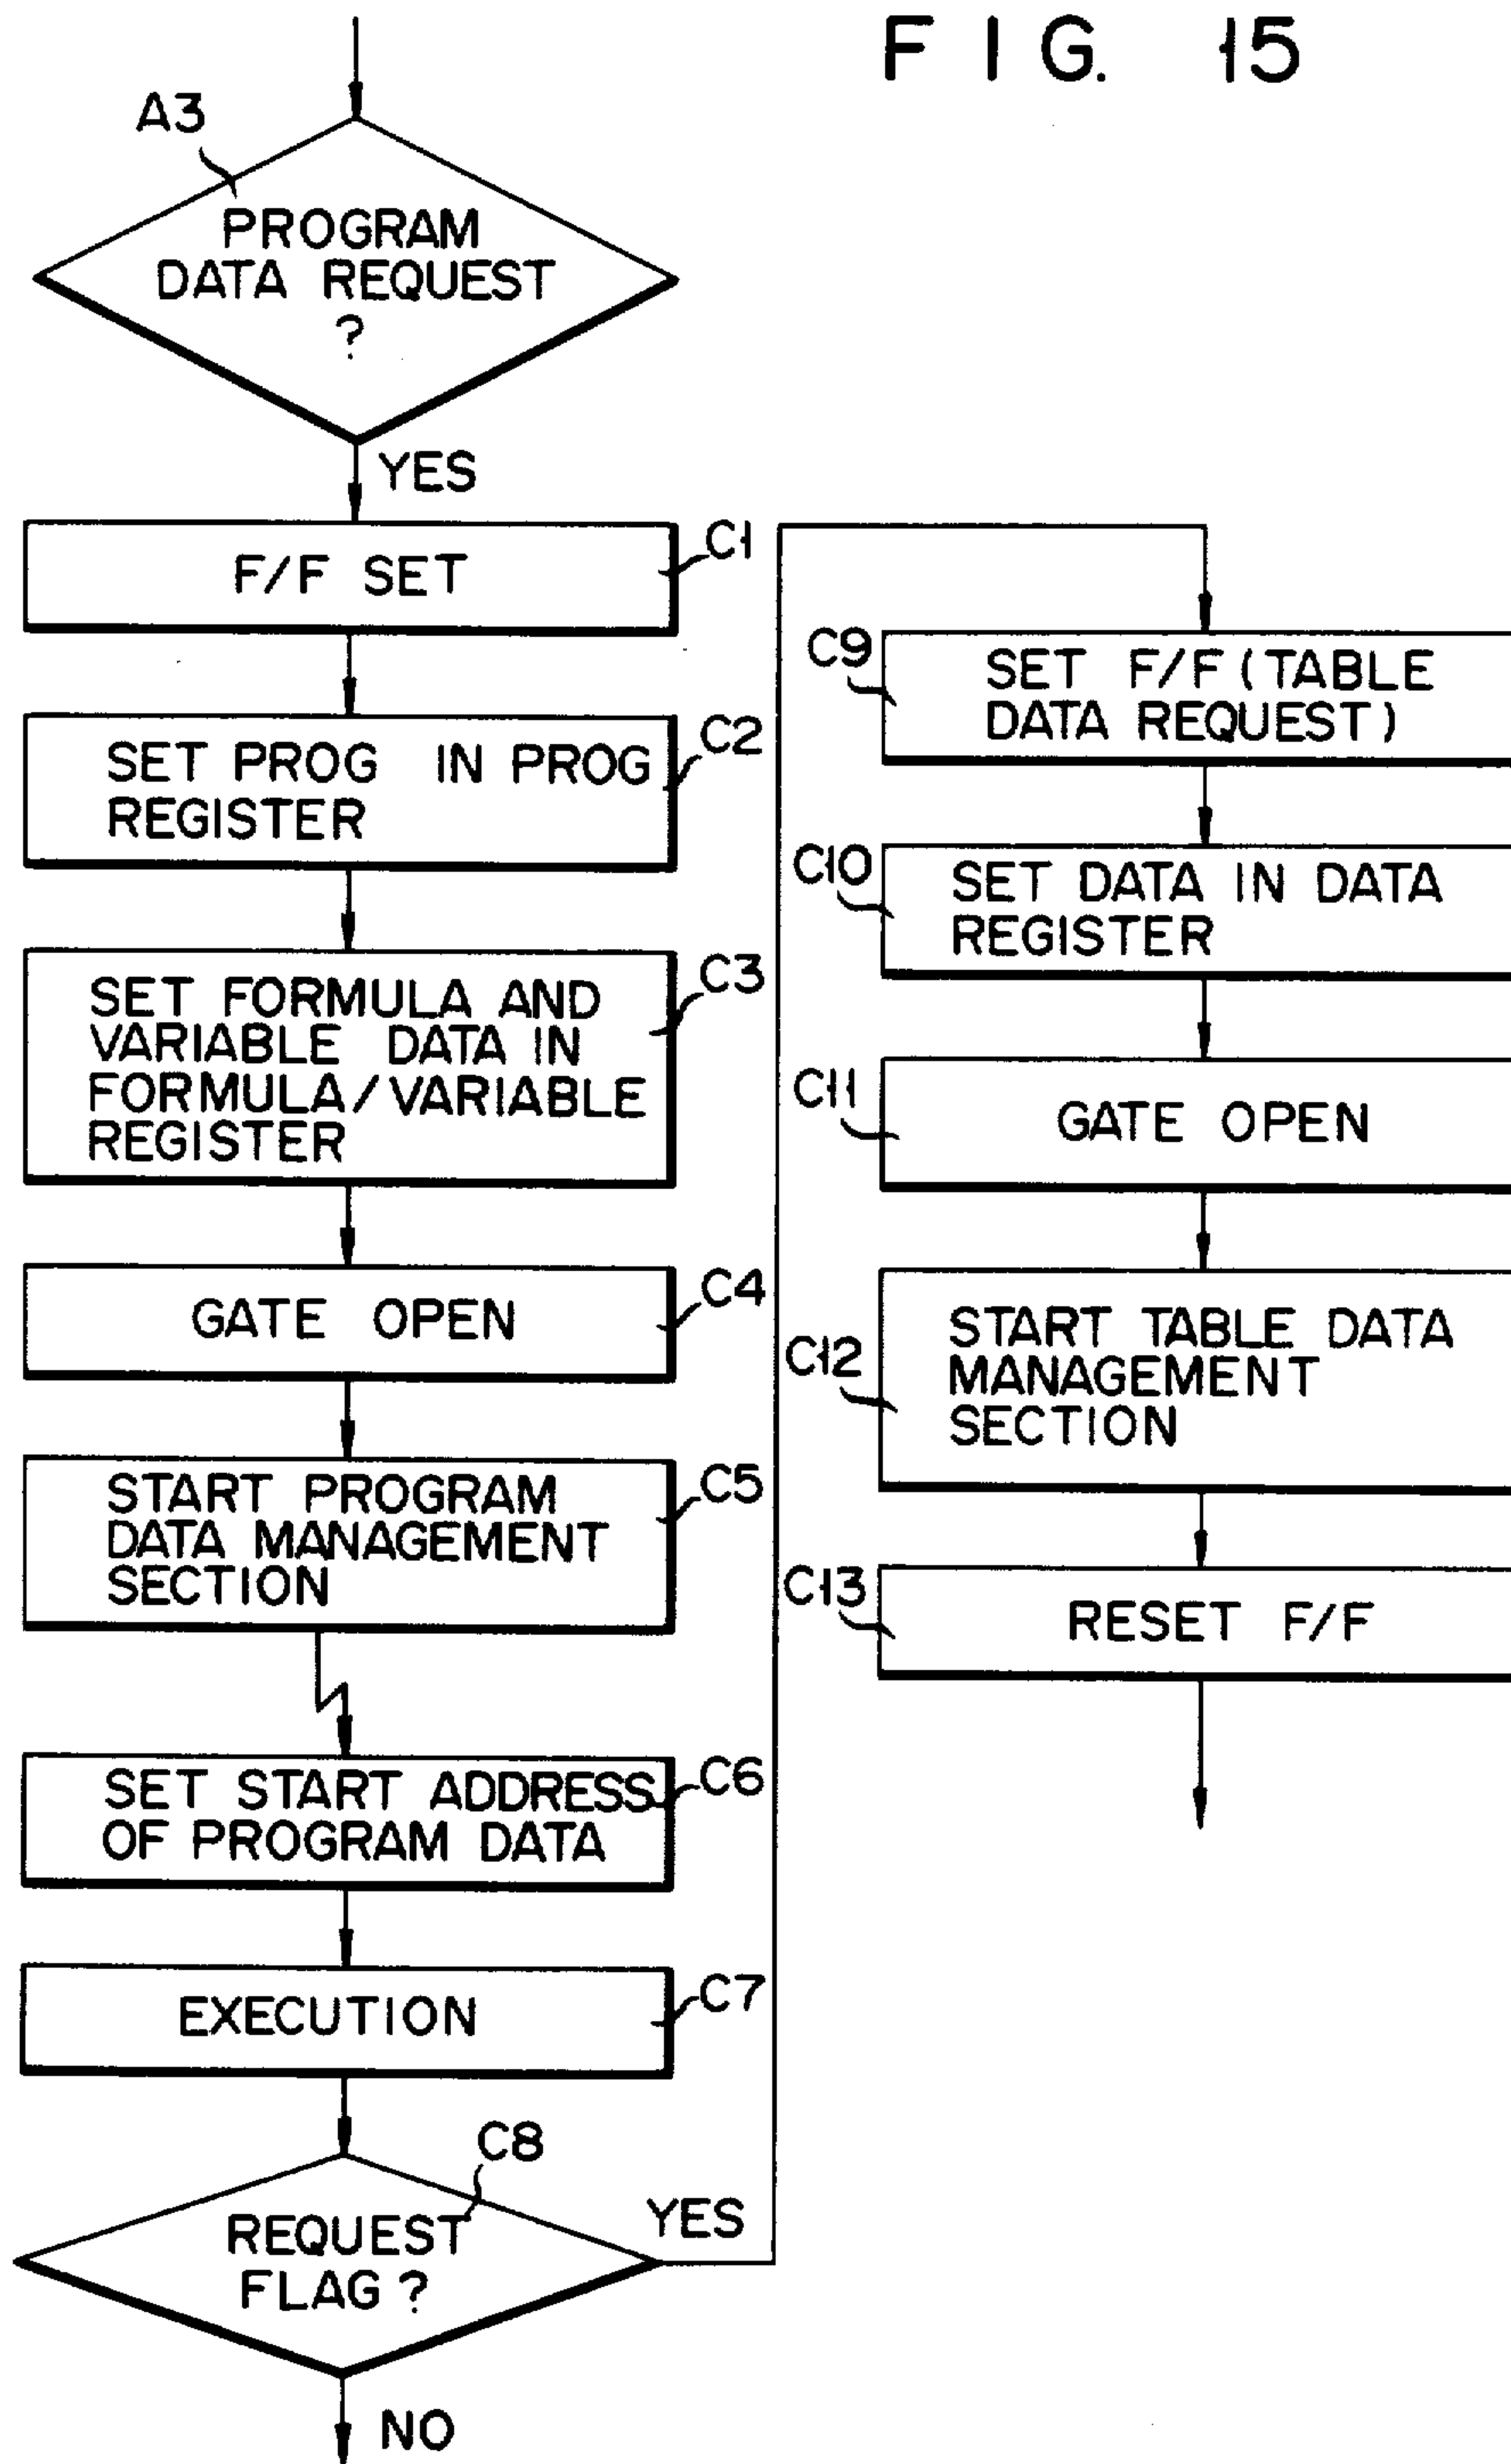 FIG. 15
A3
PROGRAM
DATA REQUEST
?
YES
F/F SET
C1
SET PROG IN PROG
REGISTER
C2
SET FORMULA AND
VARIABLE DATA IN
FORMULA/VARIABLE
REGISTER
C3
GATE OPEN
C4
START PROGRAM
DATA MANAGEMENT
SECTION
C5
SET START ADDRESS
OF PROGRAM DATA
C6
EXECUTION
C7
C8
REQUEST
FLAG?
YES
NO
C9
SET F/F (TABLE
DATA REQUEST)
C10
SET DATA IN DATA
REGISTER
C11
GATE OPEN
C12
START TABLE DATA
MANAGEMENT
SECTION
C13
RESET F/F